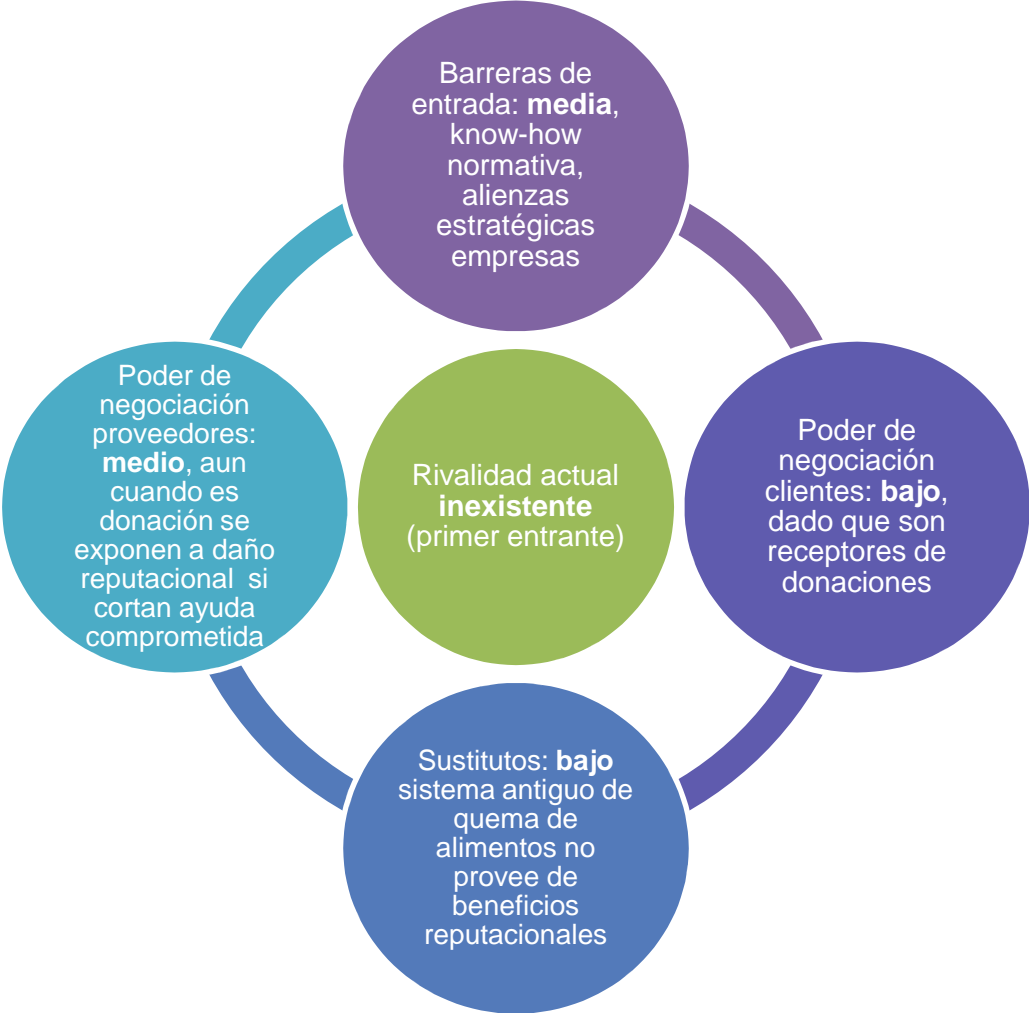 Barreras de
entrada: media,
know-how
normativa,
alienzas
estratégicas
empresas
Poder de
negociación
proveedores:
medio, aun
cuando es
donación se
exponen a daño
reputacional si
cortan ayuda
comprometida
Rivalidad actual
inexistente
(primer entrante)
Poder de
negociación
clientes: bajo,
dado que son
receptores de
donaciones
Sustitutos: bajo
sistema antiguo de
quema de
alimentos no
provee de
beneficios
reputacionales